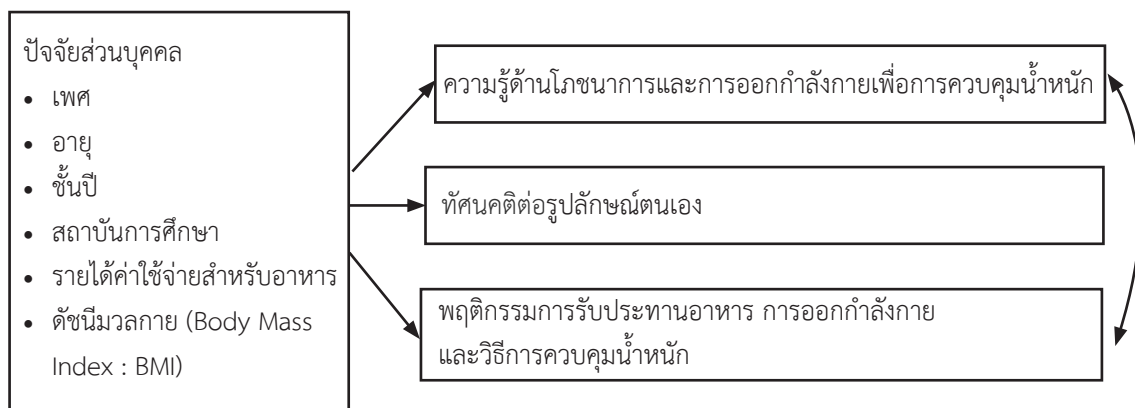 ปัจจัยส่วนบุคคล
• เพศ
• อายุ
• ชั้นปี
• สถาบันการศึกษา
• รายได้ค่าใช้จ่ายสำหรับอาหาร
• ดัชนีมวลกาย (Body Mass
Index : BMI)
ความรู้ด้านโภชนาการและการออกกำลังกายเพื่อการควบคุมน้ำหนัก
ทัศนคติต่อรูปลักษณ์ตนเอง
พฤติกรรมการรับประทานอาหาร การออกกำลังกาย
และวิธีการควบคุมน้ำหนัก